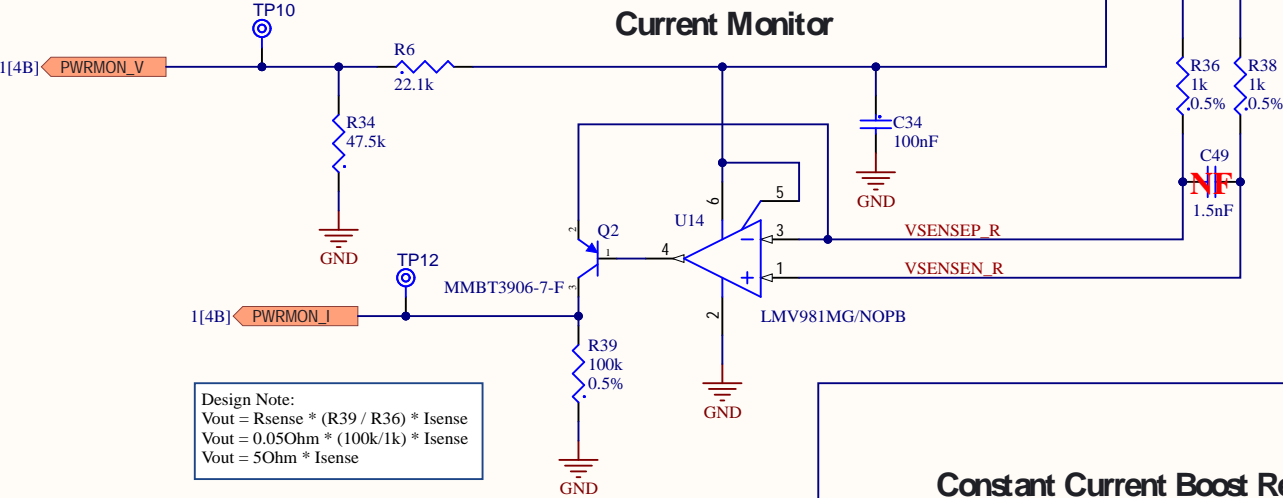 TP10
Current Monitor
1[4B] PWRMON_V
R6
22.1k
R36
1k
0.5%
R38
1k
0.5%
R34
47.5k
C34
100nF
GND
C49
NF
1.5nF
GND
6
5
U14
2
Q2
1
4
3
VSENSEP_R
1
VSENSEN_R
TP12
MMBT3906-7-F
3
2
LMV981MG/NOPB
1[4B] PWRMON_I
R39
100k
0.5%
GND
Design Note:
Vout = Rsense * (R39 / R36) * Isense
Vout = 0.05Ohm * (100k/1k) * Isense
Vout = 5Ohm * Isense
GND
Constant Current Boost R